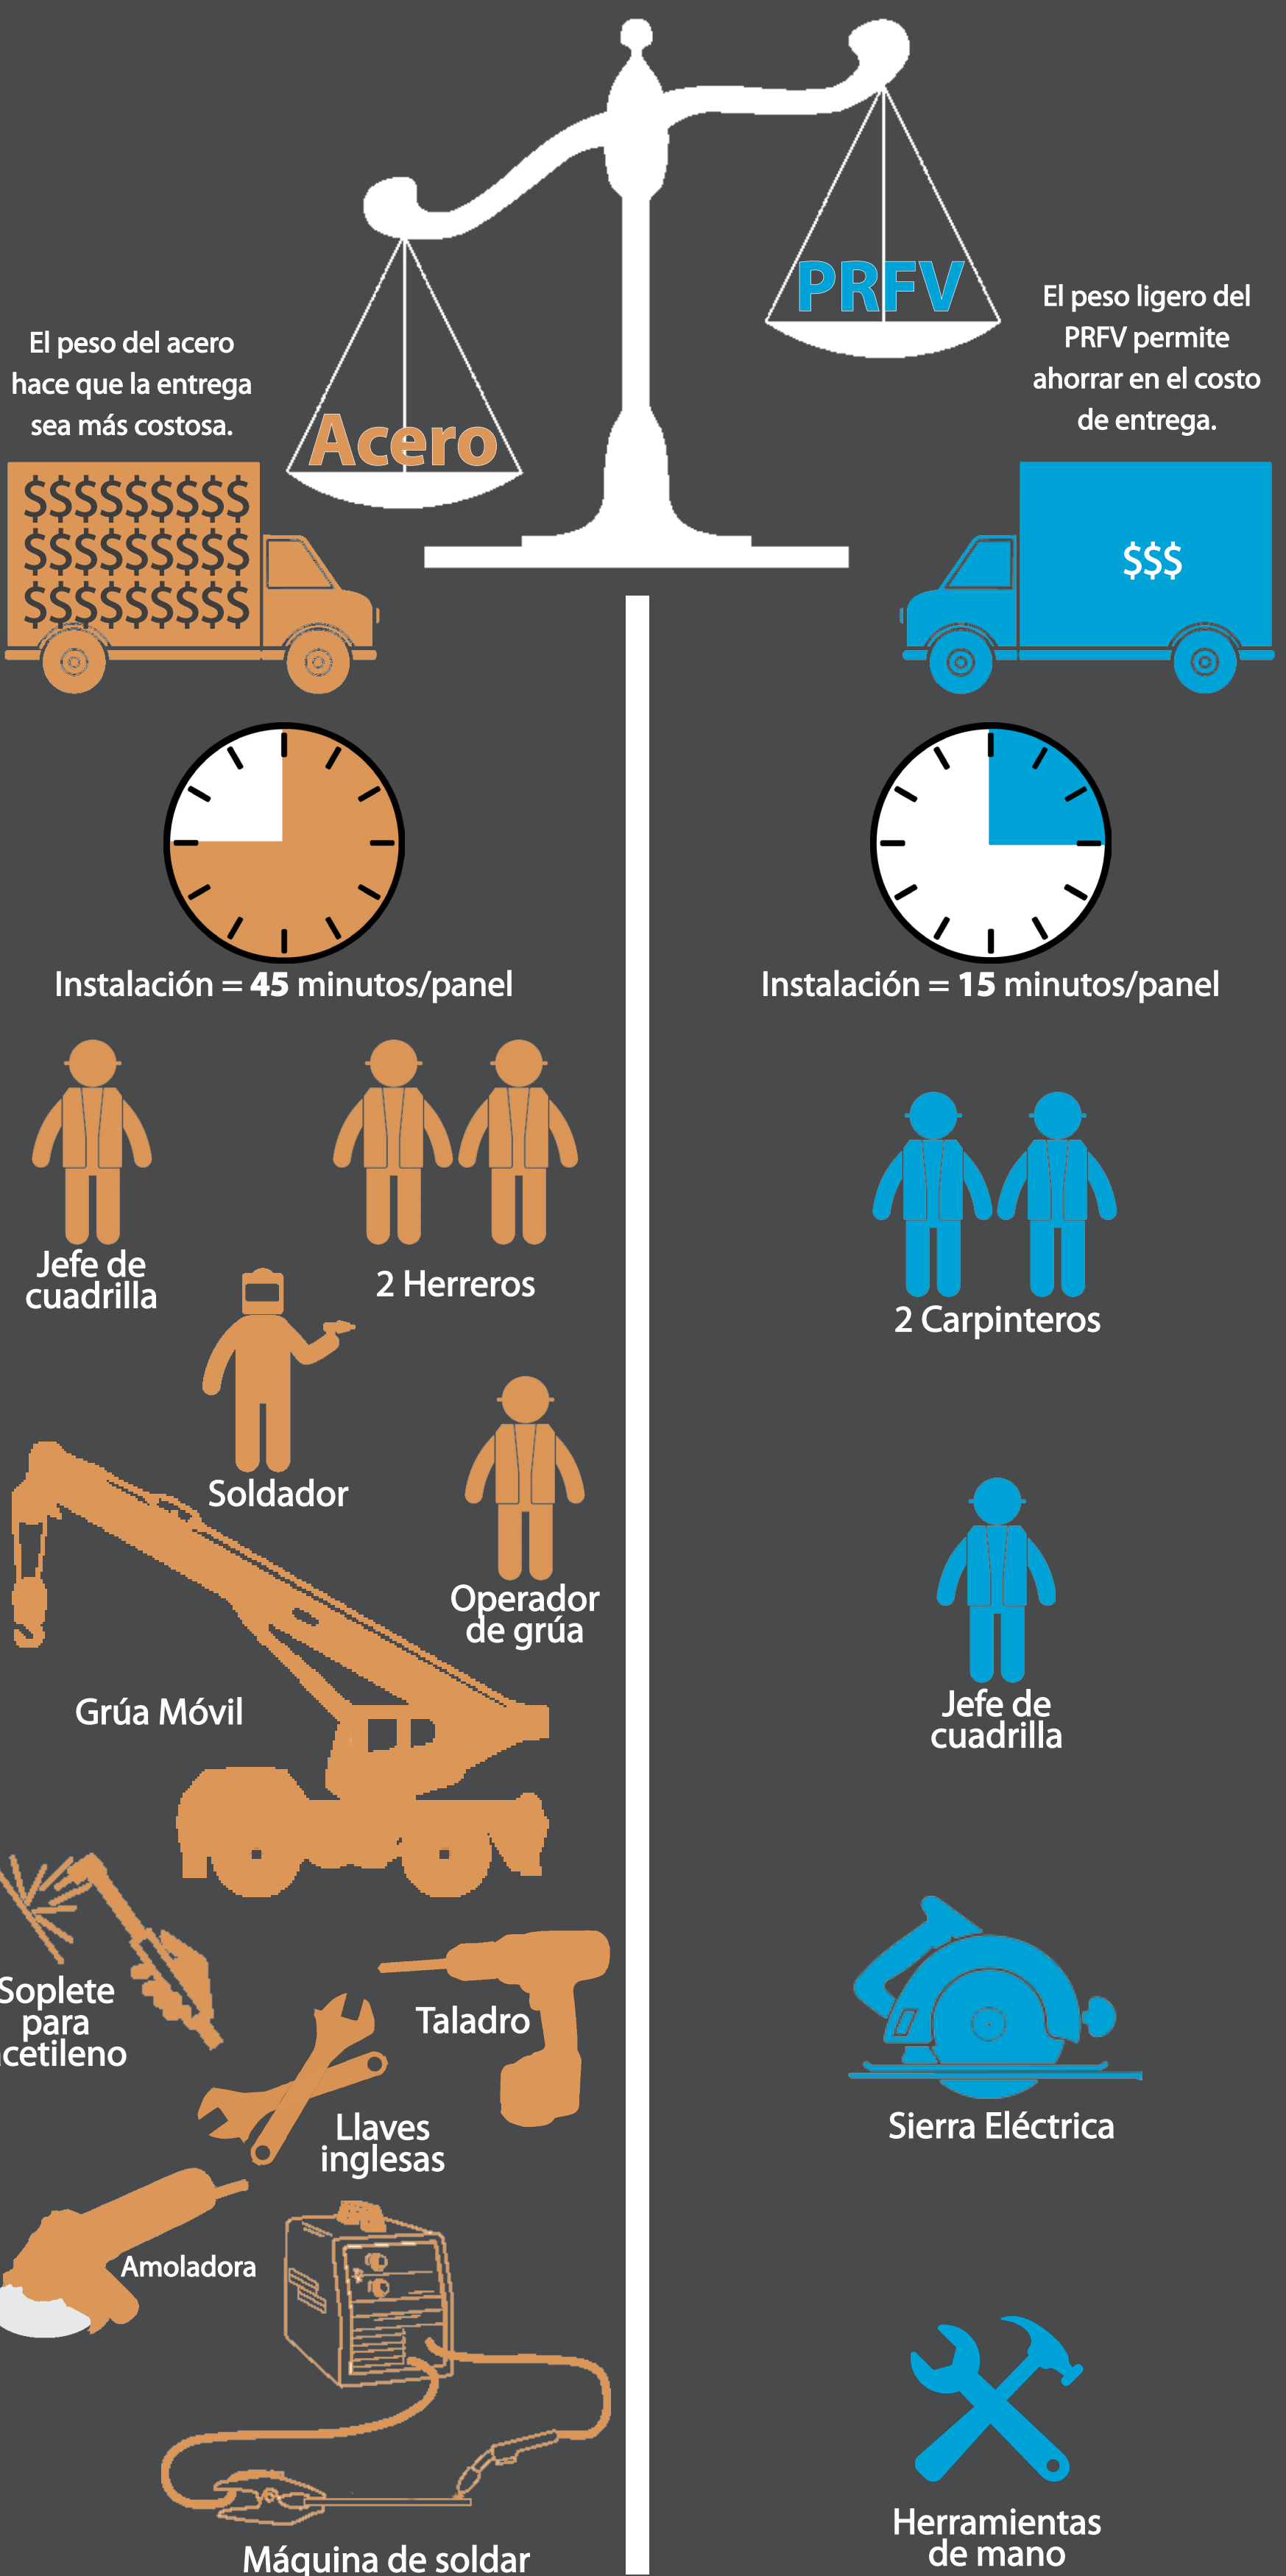 PRFV
El peso ligero del
PRFV permite
ahorrar en el costo
de entrega.
El peso del acero
hace que la entrega
sea más costosa.
Acero
$$$$$$$$$
$$$$$$$$$
$$$$$$$$$
$$$
Instalación = 45 minutos/panel
Instalación = 15 minutos/panel
Jefe de
cuadrilla
2 Herreros
2 Carpinteros
Soldador
Operador
de grúa
Grúa Móvil
Jefe de
cuadrilla
Soplete
para
cetileno
Taladro
Llaves
inglesas
Sierra Eléctrica
Amoladora
Máquina de soldar
Herramientas
de mano